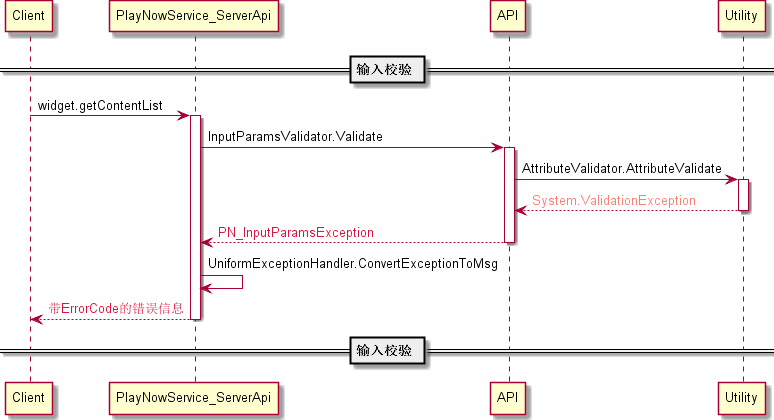 Client PlayNowService_ServerApi API Utility
输入校验
widget.getContentList
InputParamsValidator.Validate
AttributeValidator.AttributeValidate
System.ValidationException
PN_InputParamsException
UniformExceptionHandler.ConvertExceptionToMsg
带ErrorCode的错误信息
输入校验
Client PlayNowService_ServerApi API Utility